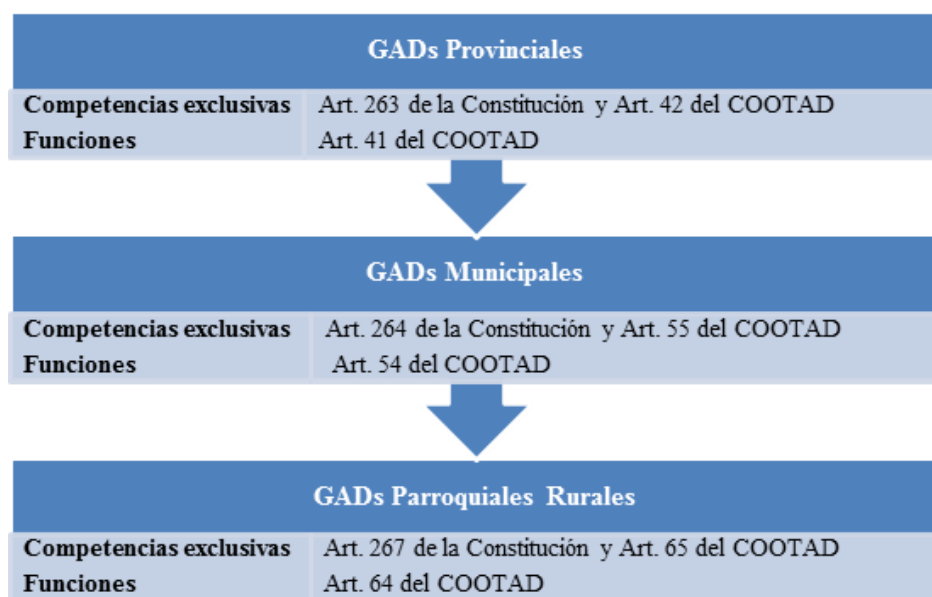 GADs Provinciales
Competencias exclusivas Art. 263 de la Constitución y Art. 42 del COOTAD
Funciones Art. 41 del COOTAD
GADs Municipales
Competencias exclusivas Art. 264 de la Constitución y Art. 55 del COOTAD
Funciones Art. 54 del COOTAD
GADs Parroquiales Rurales
Competencias exclusivas Art. 267 de la Constitución y Art. 65 del COOTAD
Funciones Art. 64 del COOTAD